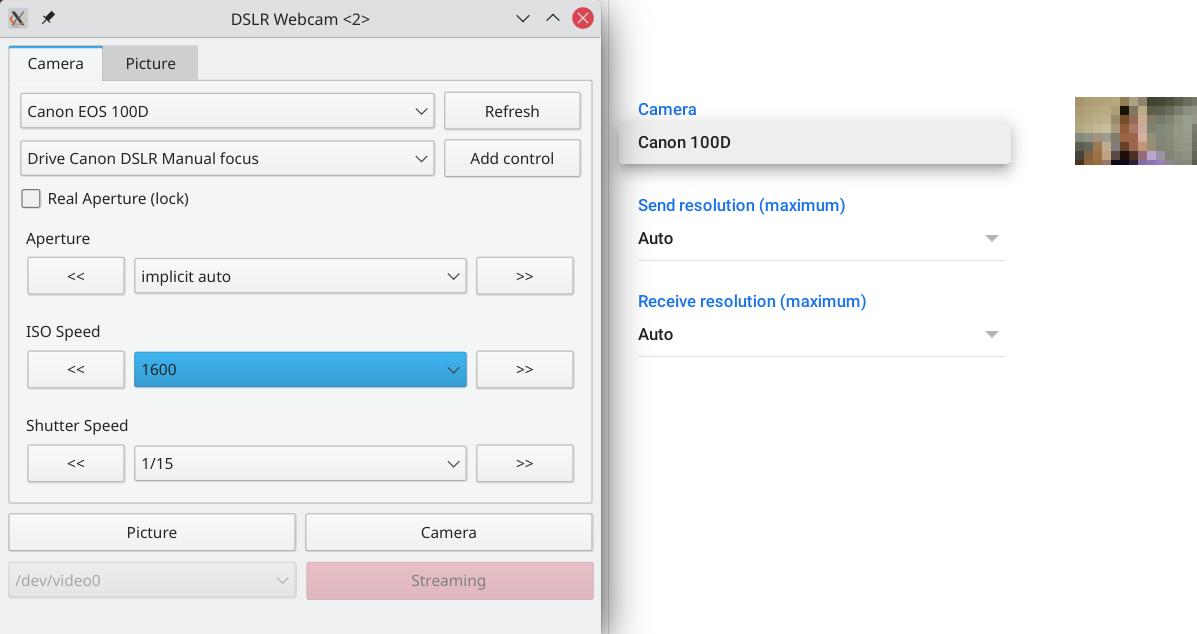 DSLR Webcam <2>
Camera
Picture
Canon EOS 100D
Refresh
Drive Canon DSLR Manual focus
Add control
Real Aperture (lock)
Aperture
<<
implicit auto
>>
ISO Speed
<<
1600
>>
Shutter Speed
<<
1/15
>>
Picture
Camera
/dev/video0
Streaming
Camera
Canon 100D
Send resolution (maximum)
Auto
Receive resolution (maximum)
Auto